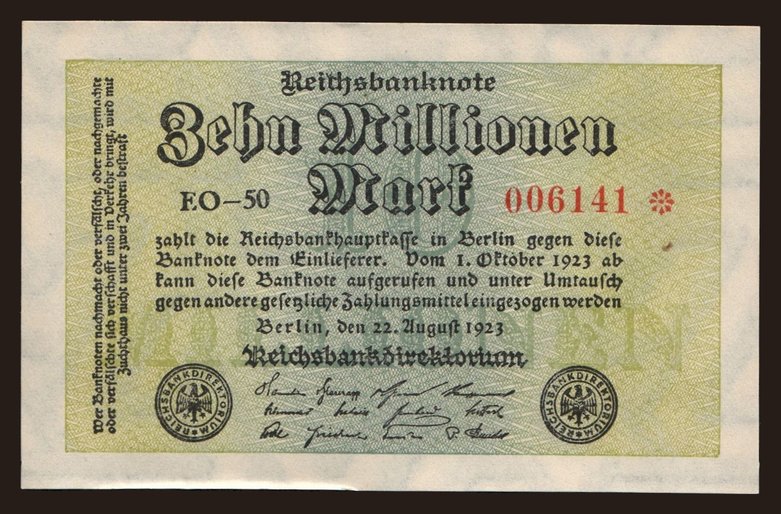 Reichsbanknote
Zehn Millionen
Mark
EO-50
006141
zahlt die Reichsbankhauptkasse in Berlin gegen diese
Banknote dem Einlieferer. Vom 1. Oktober 1923 ab
kann diese Banknote aufgerufen und unter Umtausch
gegen andere gesetzliche Zahlungsmittel eingezogen werden
Berlin, den 22. August 1923
Reichsbankdirektorium
REICHSBANKDIREKTORIUM
REICHSBANKDIREKTORIUM
Wer Banknoten nachmacht oder verfälscht, oder nachgemachte
oder verfälschte sich verschafft und in Verkehr bringt, wird mit
Zuchthaus nicht unter zwei Jahren bestraft